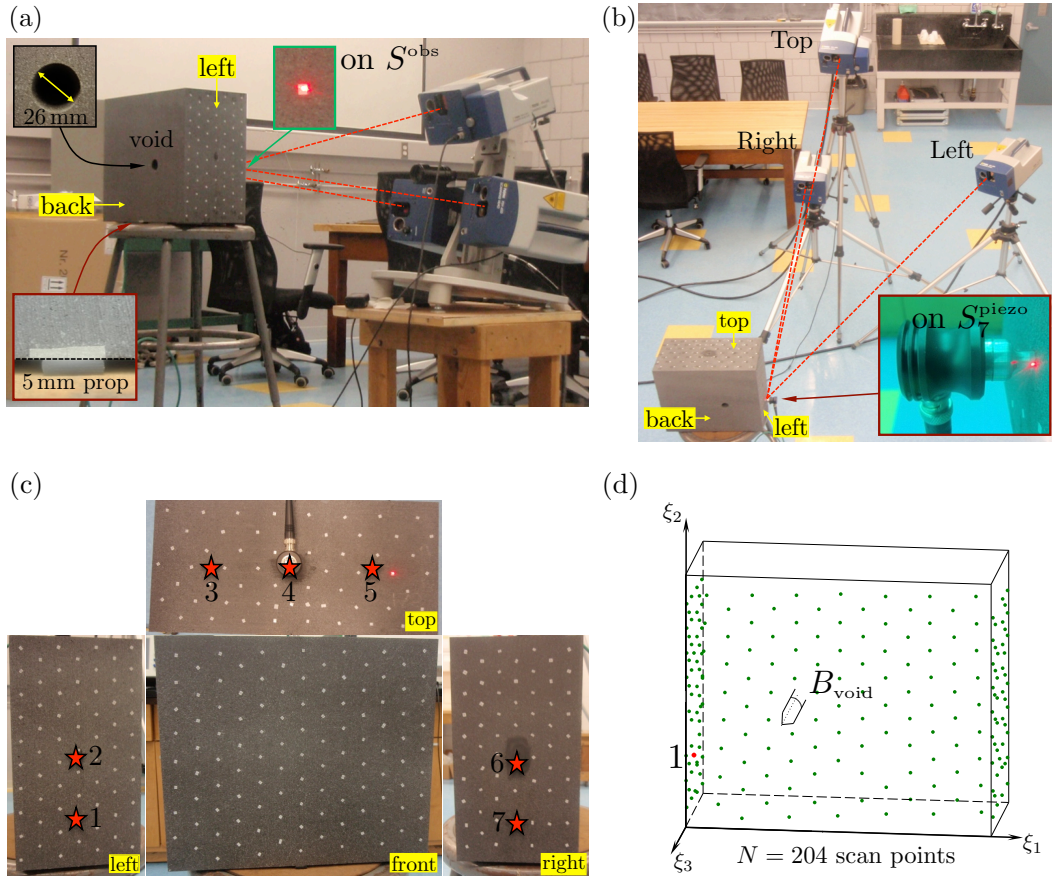 (a)
on S^obs
left
26 mm
void
back
5 mm prop
Nr. 2
(b)
Top
Right
Left
on S_7^piezo
top
back
left
(c)
3
4
5
top
2
1
left
front
6
7
right
(d)
ξ₂
B_void
1
ξ₁
ξ₃
N = 204 scan points